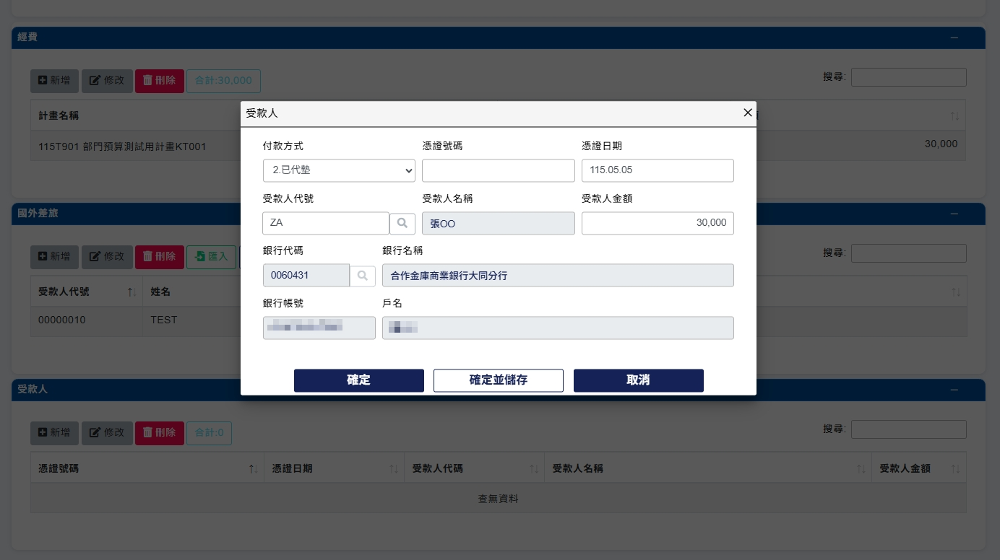 經費
新增 修改 刪除 合計:30,000 搜尋:
計畫名稱
115T901 部門預算測試用計畫KT001 30,000
受款人
付款方式 憑證號碼 憑證日期
2.已代墊 115.05.05
受款人代號 受款人名稱 受款人金額
ZA 張OO 30,000
銀行代碼 銀行名稱
0060431 合作金庫商業銀行大同分行
銀行帳號 戶名
確定 確定並儲存 取消
國外差旅
新增 修改 刪除 匯入 搜尋:
受款人代號 姓名
00000010 TEST
受款人
新增 修改 刪除 合計:0 搜尋:
憑證號碼 憑證日期 受款人代碼 受款人名稱 受款人金額
查無資料